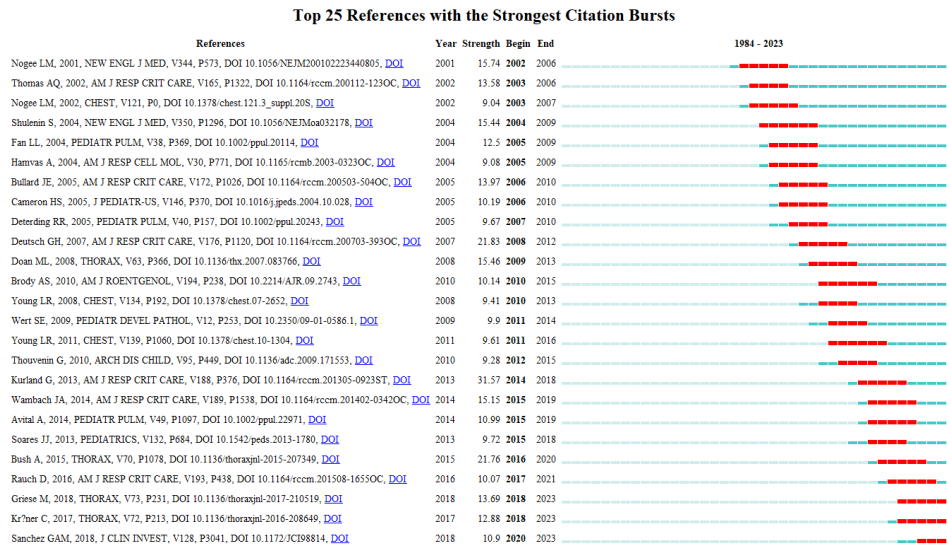 Top 25 References with the Strongest Citation Bursts
References Year Strength Begin End 1984 - 2023
Nogee LM, 2001, NEW ENGL J MED, V344, P573, DOI 10.1056/NEJM200102223440805, DOI 2001 15.74 2002 2006
Thomas AQ, 2002, AM J RESP CRIT CARE, V165, P1322, DOI 10.1164/rccm.200112-123OC, DOI 2002 13.58 2002 2006
Nogee LM, 2002, CHEST, V121, P0, DOI 10.1378/chest.121.3_suppl.20S, DOI 2002 9.04 2003 2007
Shulenin S, 2004, NEW ENGL J MED, V350, P1296, DOI 10.1056/NEJMoa032178, DOI 2004 15.44 2004 2009
Fan LL, 2004, PEDIATR PULM, V38, P369, DOI 10.1002/ppul.20114, DOI 2004 12.5 2005 2009
Hamvas A, 2004, AM J RESP CELL MOL, V30, P771, DOI 10.1165/rcmb.2003-0323OC, DOI 2004 9.08 2005 2009
Bullard JE, 2005, AM J RESP CRIT CARE, V172, P1026, DOI 10.1164/rccm.200503-504OC, DOI 2005 13.97 2006 2010
Cameron HS, 2005, J PEDIATR-US, V146, P370, DOI 10.1016/j.jpeds.2004.10.028, DOI 2005 10.19 2006 2010
Deterding RR, 2005, PEDIATR PULM, V40, P157, DOI 10.1002/ppul.20243, DOI 2005 9.67 2007 2010
Deutsch GH, 2007, AM J RESP CRIT CARE, V176, P1120, DOI 10.1164/rccm.200703-393OC, DOI 2007 21.83 2008 2012
Doan ML, 2008, THORAX, V63, P366, DOI 10.1136/thx.2007.083766, DOI 2008 15.46 2009 2013
Brody AS, 2010, AM J ROENTGENOL, V194, P238, DOI 10.2214/AJR.09.2743, DOI 2010 10.14 2010 2015
Young LR, 2008, CHEST, V134, P192, DOI 10.1378/chest.07-2652, DOI 2008 9.41 2010 2013
Wert SE, 2009, PEDIATR DEVEL PATHOL, V12, P253, DOI 10.2350/09-01-0586.1, DOI 2009 9.9 2011 2014
Young LR, 2011, CHEST, V139, P1060, DOI 10.1378/chest.10-1304, DOI 2011 9.61 2011 2016
Thouvenin G, 2010, ARCH DIS CHILD, V95, P449, DOI 10.1136/adc.2009.171553, DOI 2010 9.28 2012 2015
Kurland G, 2013, AM J RESP CRIT CARE, V188, P376, DOI 10.1164/rccm.201305-0923ST, DOI 2013 31.57 2014 2018
Wambach JA, 2014, AM J RESP CRIT CARE, V189, P1538, DOI 10.1164/rccm.201402-0342OC, DOI 2014 15.15 2015 2019
Avital A, 2014, PEDIATR PULM, V49, P1097, DOI 10.1002/ppul.22971, DOI 2014 10.99 2015 2019
Soares JJ, 2013, PEDIATRICS, V132, P684, DOI 10.1542/peds.2013-1780, DOI 2013 9.72 2015 2018
Bush A, 2015, THORAX, V70, P1078, DOI 10.1136/thoraxjnl-2015-207349, DOI 2015 21.76 2016 2020
Rauch D, 2016, AM J RESP CRIT CARE, V193, P438, DOI 10.1164/rccm.201508-1655OC, DOI 2016 10.07 2017 2021
Griese M, 2018, THORAX, V73, P231, DOI 10.1136/thoraxjnl-2017-210519, DOI 2018 13.69 2018 2023
Kr?ner C, 2017, THORAX, V72, P213, DOI 10.1136/thoraxjnl-2016-208649, DOI 2017 12.88 2018 2023
Sanchez GAM, 2018, J CLIN INVEST, V128, P3041, DOI 10.1172/JCI98814, DOI 2018 10.9 2020 2023